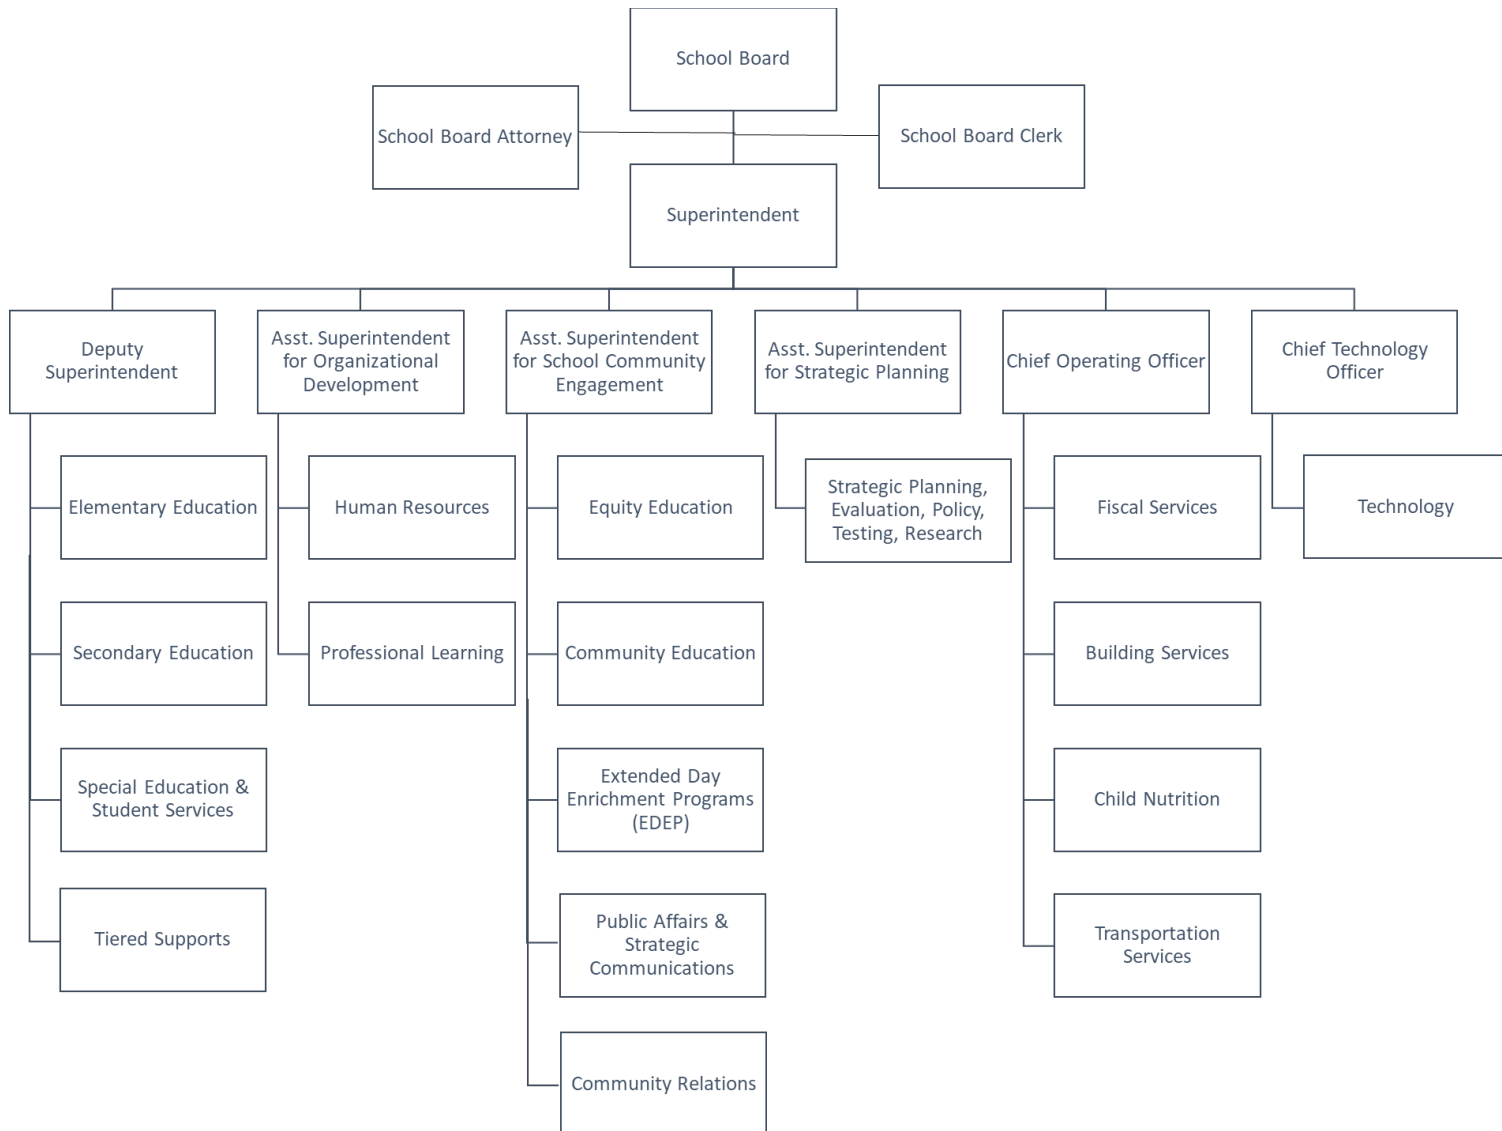 School Board
School Board Attorney
School Board Clerk
Superintendent
Deputy
Superintendent
Asst. Superintendent
for Organizational
Development
Asst. Superintendent
for School Community
Engagement
Asst. Superintendent
for Strategic Planning
Chief Operating Officer
Chief Technology
Officer
Elementary Education
Human Resources
Equity Education
Strategic Planning,
Evaluation, Policy,
Testing, Research
Fiscal Services
Technology
Secondary Education
Professional Learning
Community Education
Building Services
Special Education &
Student Services
Extended Day
Enrichment Programs
(EDEP)
Child Nutrition
Tiered Supports
Public Affairs &
Strategic
Communications
Transportation
Services
Community Relations